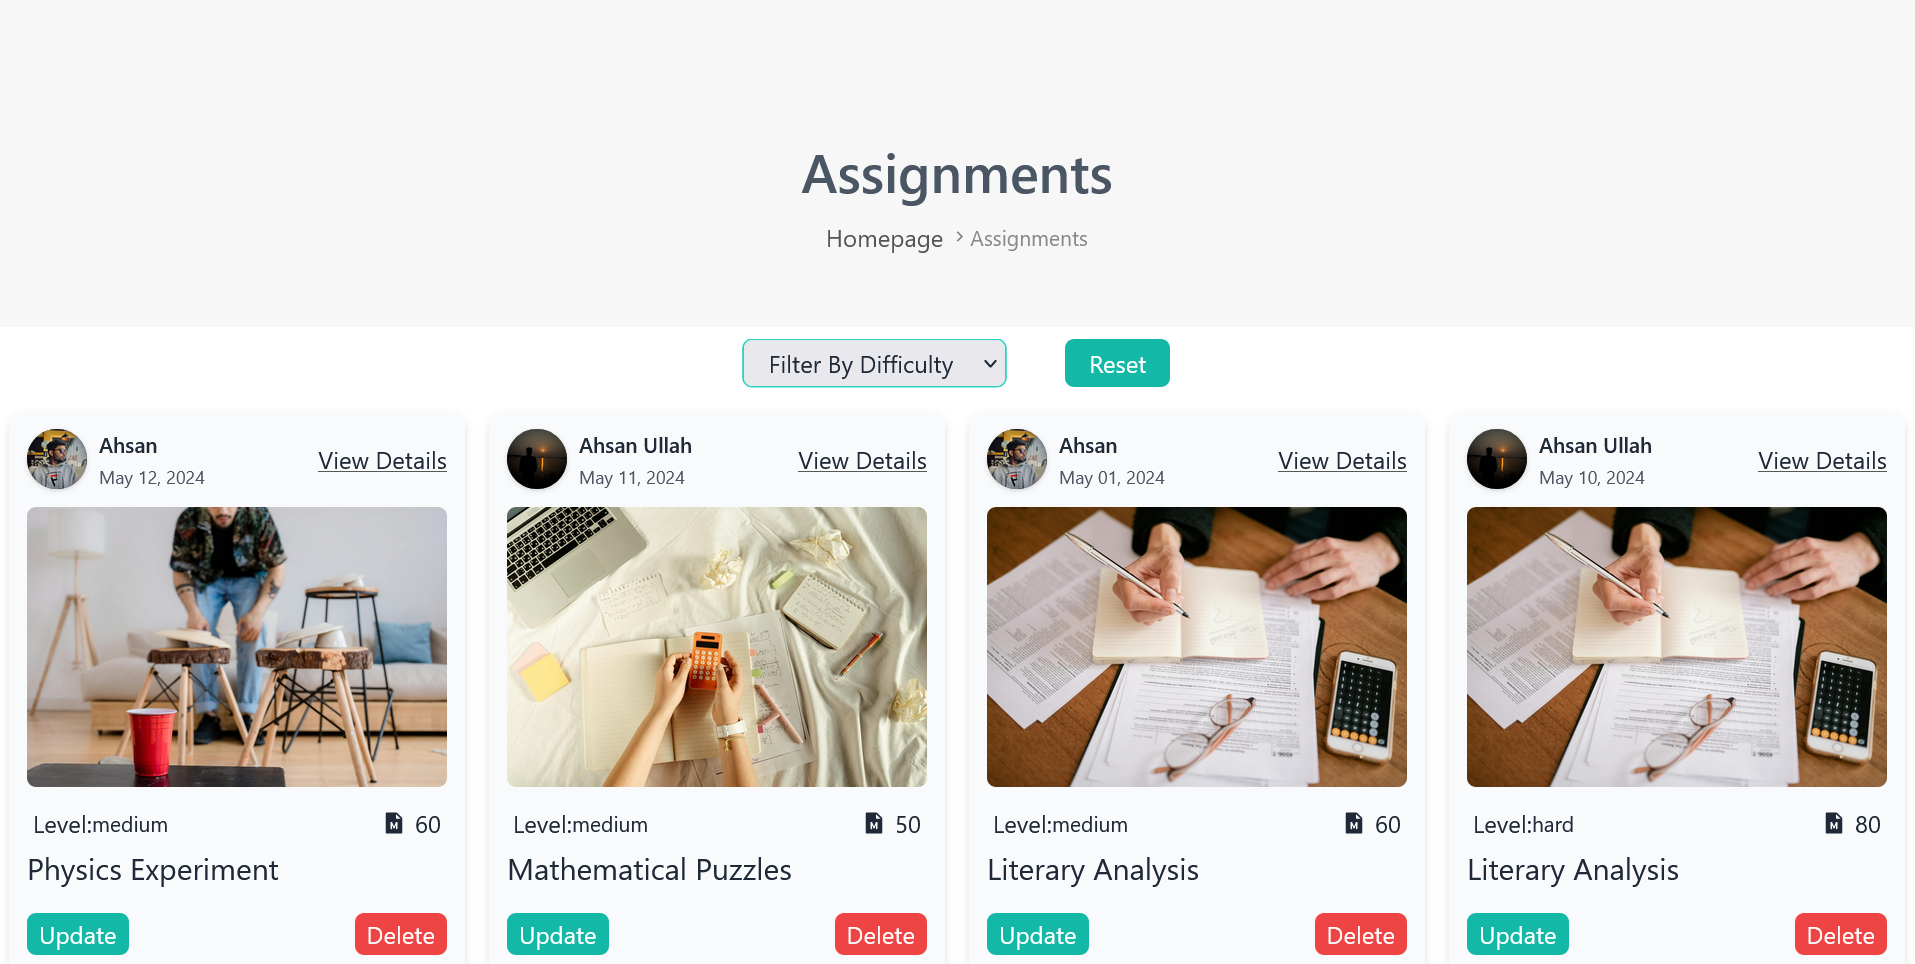 Assignments
Homepage > Assignments
Filter By Difficulty
Reset
Ahsan
May 12, 2024
View Details
Level:medium
60
Physics Experiment
Update
Delete
Ahsan Ullah
May 11, 2024
View Details
Level:medium
50
Mathematical Puzzles
Update
Delete
Ahsan
May 01, 2024
View Details
Level:medium
60
Literary Analysis
Update
Delete
Ahsan Ullah
May 10, 2024
View Details
Level:hard
80
Literary Analysis
Update
Delete